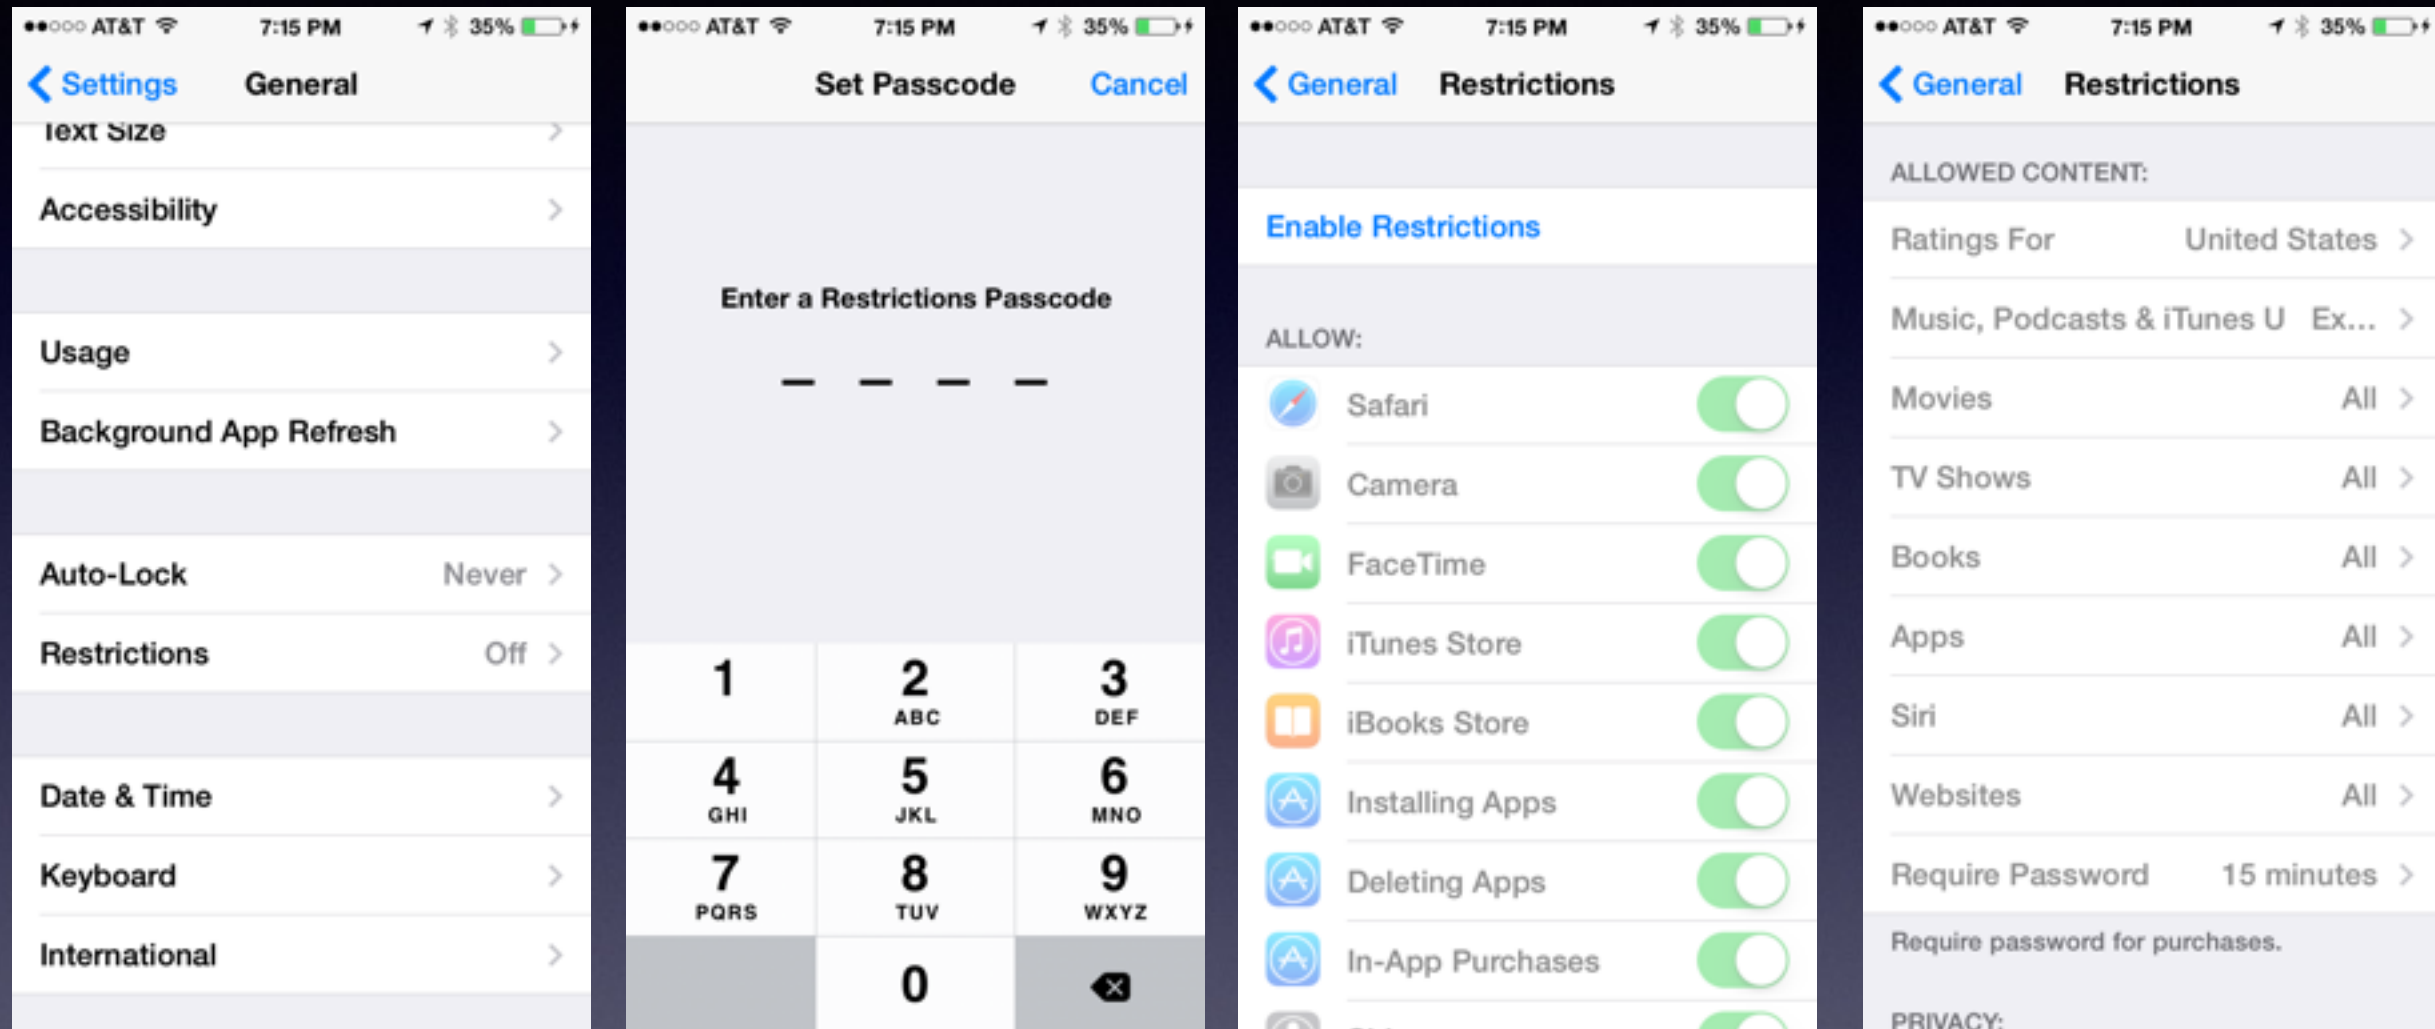 AT&T 7:15 PM 35%
Settings General
Text Size
Accessibility
Usage
Background App Refresh
Auto-Lock Never
Restrictions Off
Date & Time
Keyboard
International
AT&T 7:15 PM 35%
Set Passcode Cancel
Enter a Restrictions Passcode
1 2 3
ABC DEF
4 5 6
GHI JKL MNO
7 8 9
PQRS TUV WXYZ
0
AT&T 7:15 PM 35%
General Restrictions
Enable Restrictions
ALLOW:
Safari
Camera
FaceTime
iTunes Store
iBooks Store
Installing Apps
Deleting Apps
In-App Purchases
AT&T 7:15 PM 35%
General Restrictions
ALLOWED CONTENT:
Ratings For United States
Music, Podcasts & iTunes U Ex...
Movies All
TV Shows All
Books All
Apps All
Siri All
Websites All
Require Password 15 minutes
Require password for purchases.
PRIVACY: